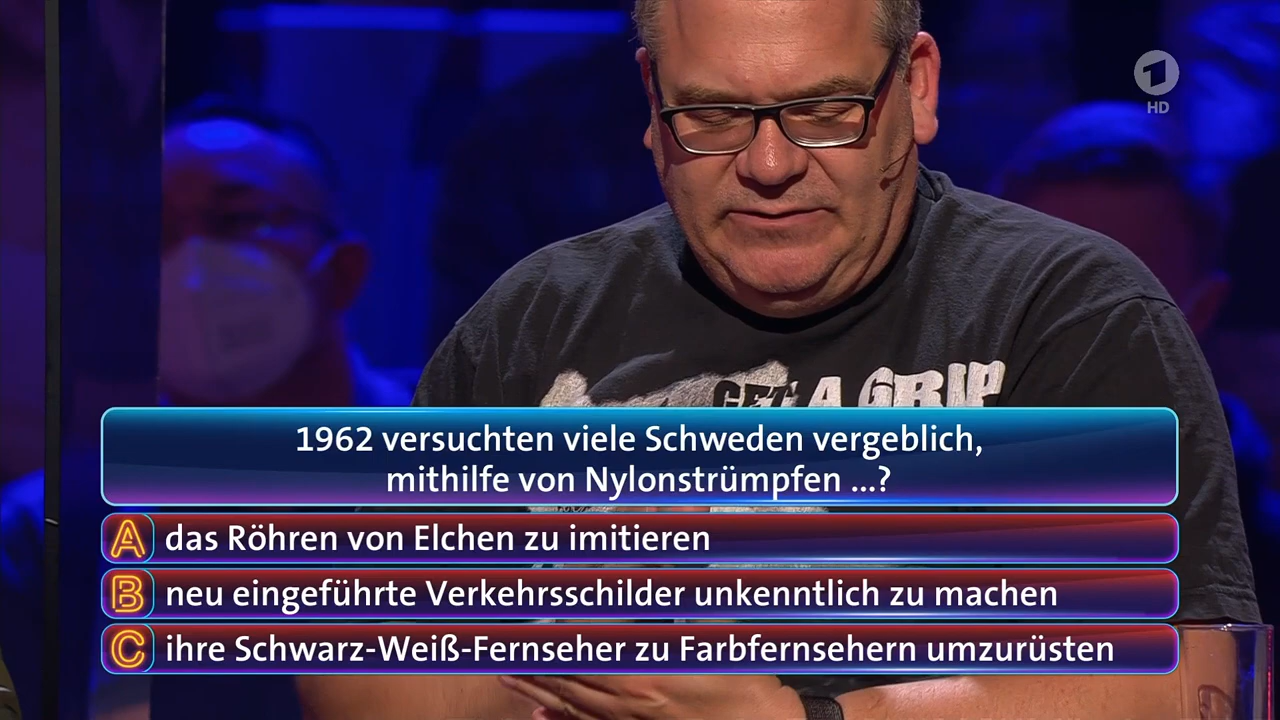 1
HD
GET A GRIP
1962 versuchten viele Schweden vergeblich,
mithilfe von Nylonstrümpfen ...?
A das Röhren von Elchen zu imitieren
B neu eingeführte Verkehrsschilder unkenntlich zu machen
C ihre Schwarz-Weiß-Fernseher zu Farbfernsehern umzurüsten